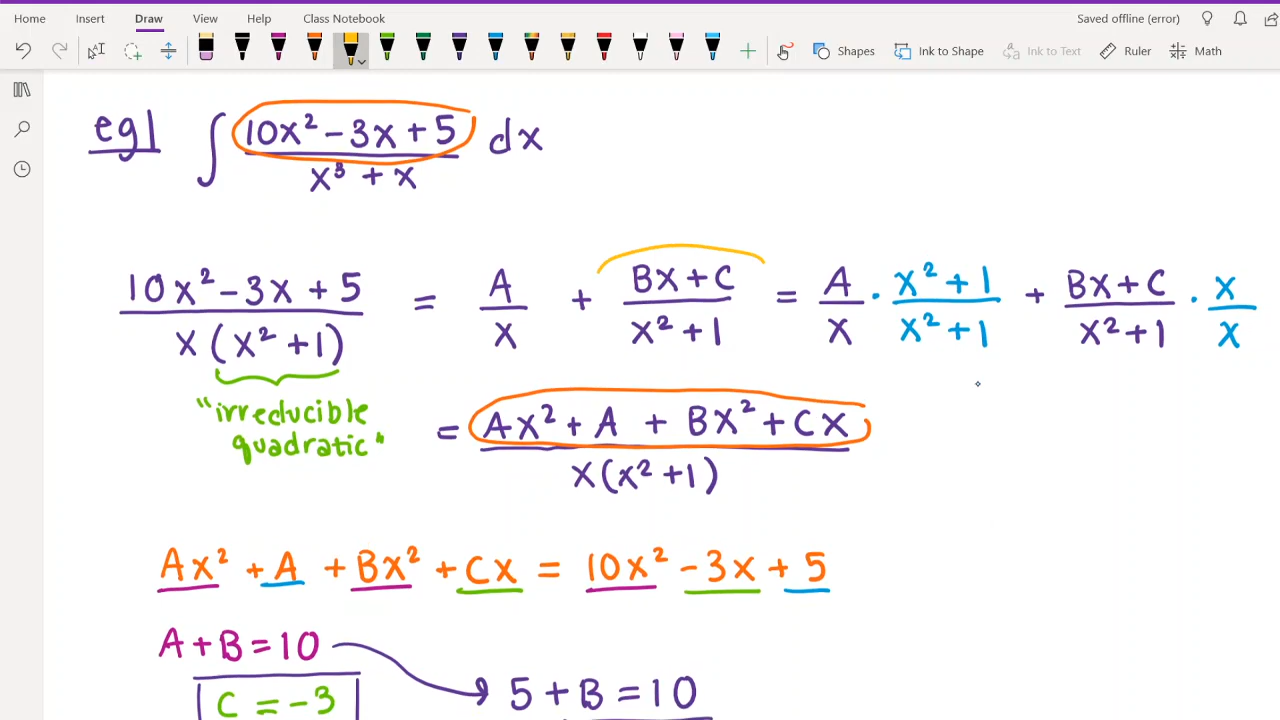 Home Insert Draw View Help Class Notebook Saved offline (error)
Shapes Ink to Shape Ink to Text Ruler Math
eg1 ∫ (10x² - 3x + 5)/(x³ + x) dx
(10x² - 3x + 5)/(x(x² + 1)) = A/x + (Bx + C)/(x² + 1) = A/x · (x² + 1)/(x² + 1) + (Bx + C)/(x² + 1) · x/x
"irreducible
quadratic"
= (Ax² + A + Bx² + Cx)/(x(x² + 1))
Ax² + A + Bx² + Cx = 10x² - 3x + 5
A + B = 10
C = -3
5 + B = 10